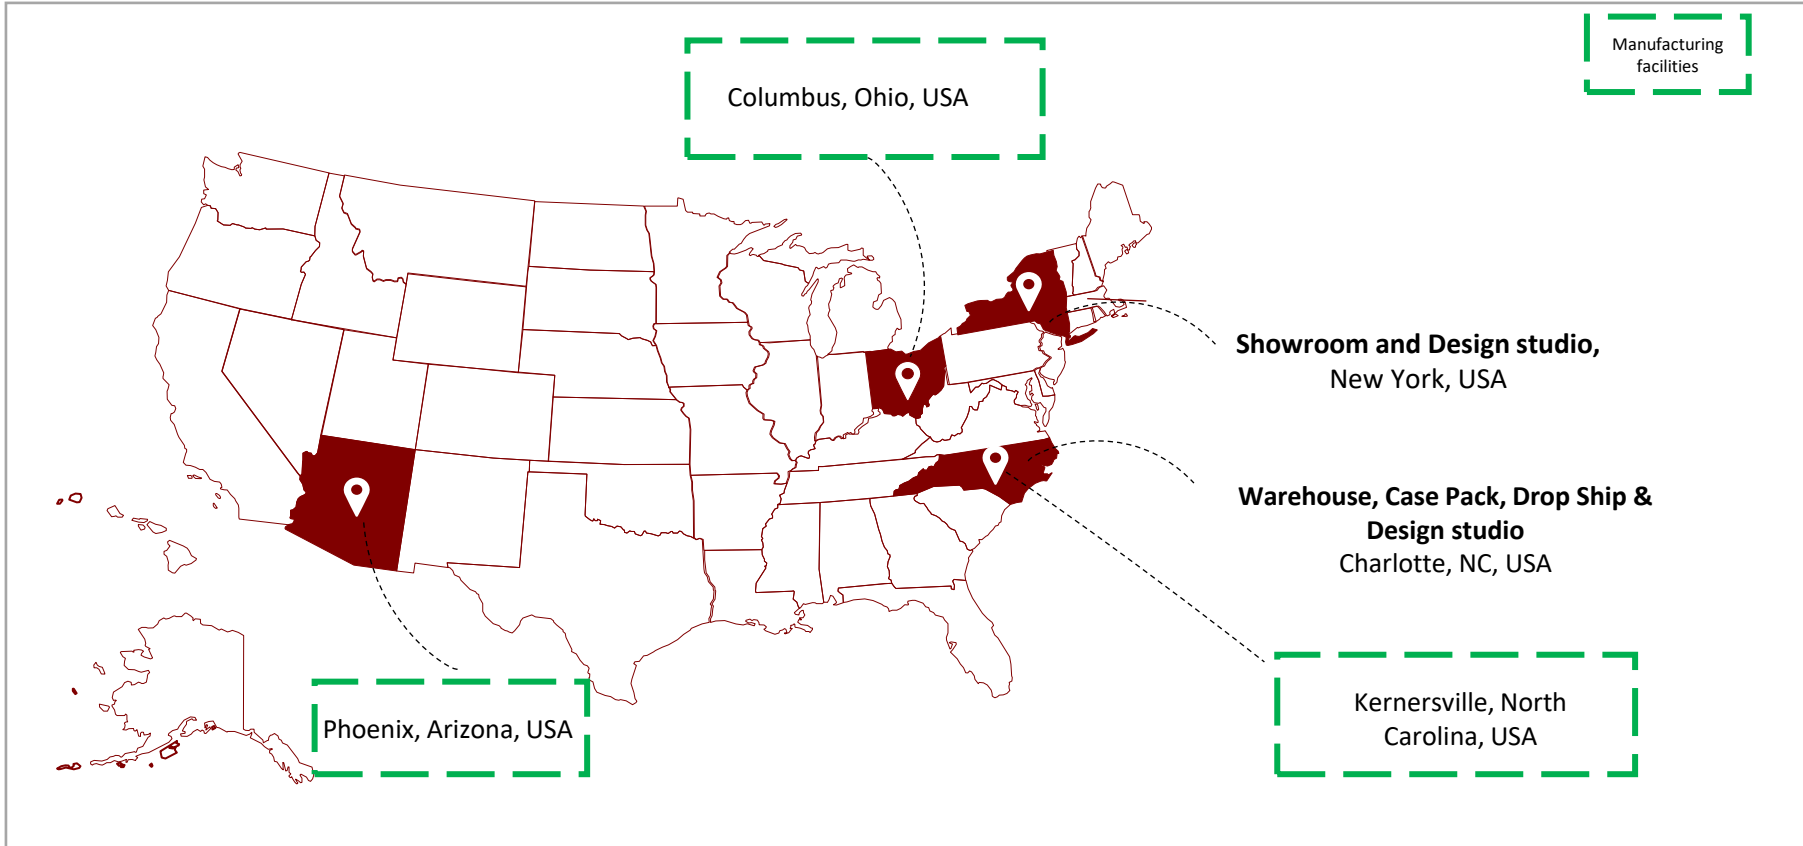 Manufacturing
facilities
Columbus, Ohio, USA
Showroom and Design studio,
New York, USA
Warehouse, Case Pack, Drop Ship &
Design studio
Charlotte, NC, USA
Kernersville, North
Carolina, USA
Phoenix, Arizona, USA